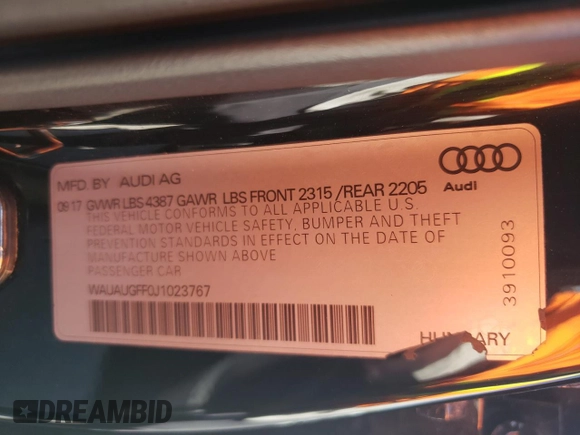 MFD BY AUDI AG
09 17 GVWR LBS 4387 GAWR LBS FRONT 2315 /REAR 2205
THIS VEHICLE CONFORMS TO ALL APPLICABLE U.S.
FEDERAL MOTOR VEHICLE SAFETY, BUMPER AND THEFT
PREVENTION STANDARDS IN EFFECT ON THE DATE OF
MANUFACTURE SHOWN ABOVE
PASSENGER CAR
WAUAUGFF0J1023767
Audi
3910093
DREAMBID